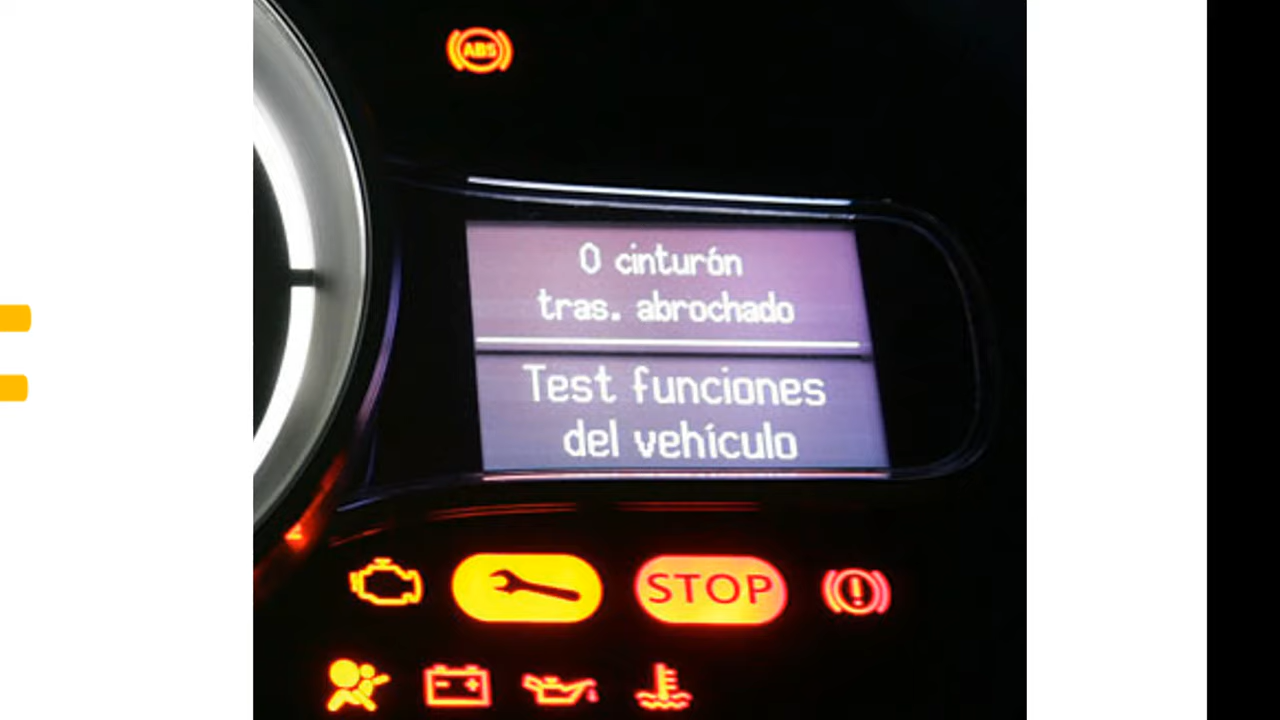 ABS
0 cinturón
tras. abrochado
Test funciones
del vehículo
STOP